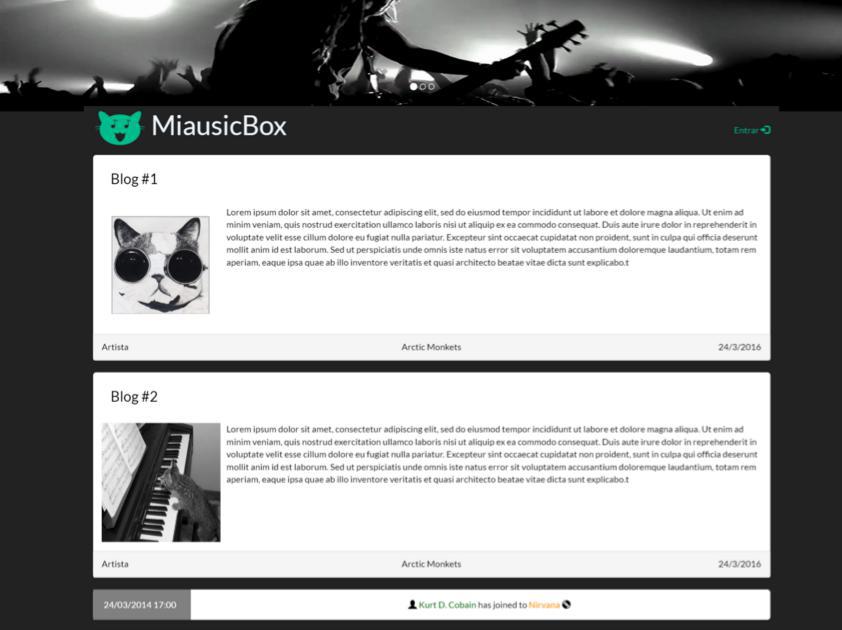 MiausicBox
Entrar
Blog #1
Lorem ipsum dolor sit amet, consectetur adipiscing elit, sed do eiusmod tempor incididunt ut labore et dolore magna aliqua. Ut enim ad
minim veniam, quis nostrud exercitation ullamco laboris nisi ut aliquip ex ea commodo consequat. Duis aute irure dolor in reprehenderit in
voluptate velit esse cillum dolore eu fugiat nulla pariatur. Excepteur sint occaecat cupidatat non proident, sunt in culpa qui officia deserunt
mollit anim id est laborum. Sed ut perspiciatis unde omnis iste natus error sit voluptatem accusantium doloremque laudantium, totam rem
aperiam, eaque ipsa quae ab illo inventore veritatis et quasi architecto beatae vitae dicta sunt explicabo.t
Artista
Arctic Monkets
24/3/2016
Blog #2
Lorem ipsum dolor sit amet, consectetur adipiscing elit, sed do eiusmod tempor incididunt ut labore et dolore magna aliqua. Ut enim ad
minim veniam, quis nostrud exercitation ullamco laboris nisi ut aliquip ex ea commodo consequat. Duis aute irure dolor in reprehenderit in
voluptate velit esse cillum dolore eu fugiat nulla pariatur. Excepteur sint occaecat cupidatat non proident, sunt in culpa qui officia deserunt
mollit anim id est laborum. Sed ut perspiciatis unde omnis iste natus error sit voluptatem accusantium doloremque laudantium, totam rem
aperiam, eaque ipsa quae ab illo inventore veritatis et quasi architecto beatae vitae dicta sunt explicabo.t
Artista
Arctic Monkets
24/3/2016
24/03/2014 17:00
Kurt D. Cobain has joined to Nirvana